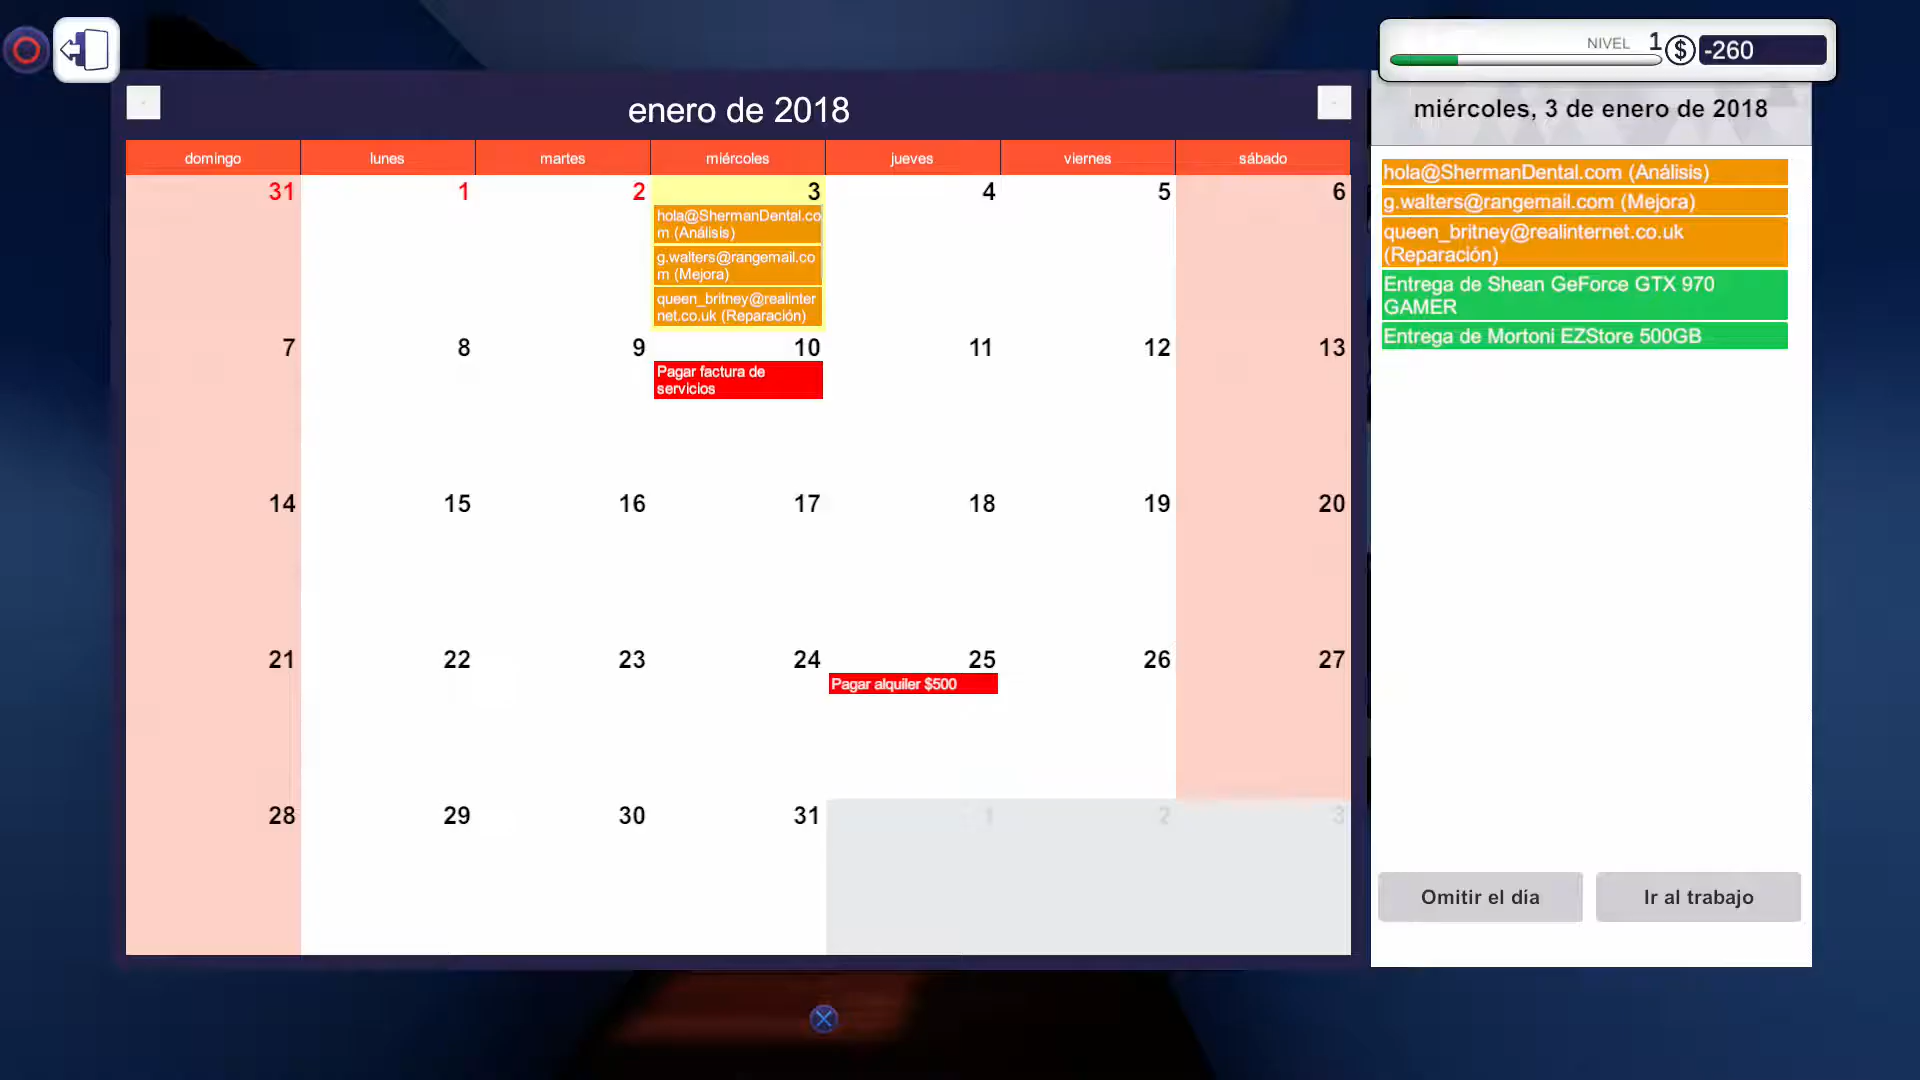 NIVEL 1 $ -260
enero de 2018
domingo lunes martes miércoles jueves viernes sábado
31 1 2 3 4 5 6
hola@ShermanDental.co
m (Análisis)
g.walters@rangemail.co
m (Mejora)
queen_britney@realinter
net.co.uk (Reparación)
7 8 9 10 11 12 13
Pagar factura de
servicios
14 15 16 17 18 19 20
21 22 23 24 25 26 27
Pagar alquiler $500
28 29 30 31 1 2 3
miércoles, 3 de enero de 2018
hola@ShermanDental.com (Análisis)
g.walters@rangemail.com (Mejora)
queen_britney@realinternet.co.uk
(Reparación)
Entrega de Shean GeForce GTX 970
GAMER
Entrega de Mortoni EZStore 500GB
Omitir el día
Ir al trabajo